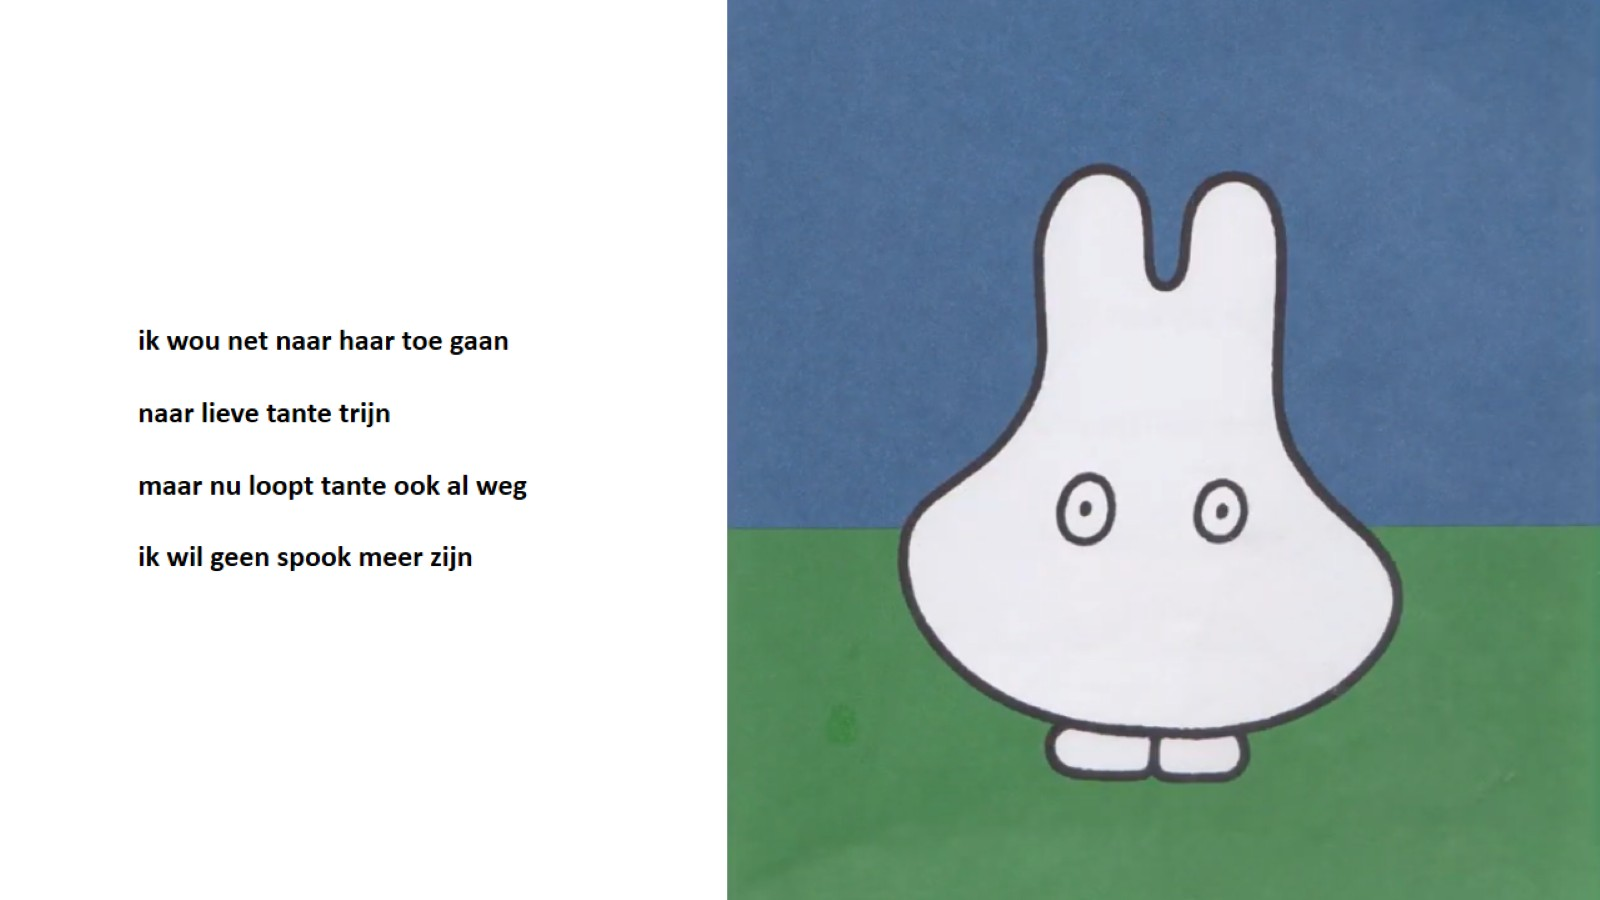 ik wou net naar haar toe gaan
naar lieve tante trijn
maar nu loopt tante ook al weg
ik wil geen spook meer zijn